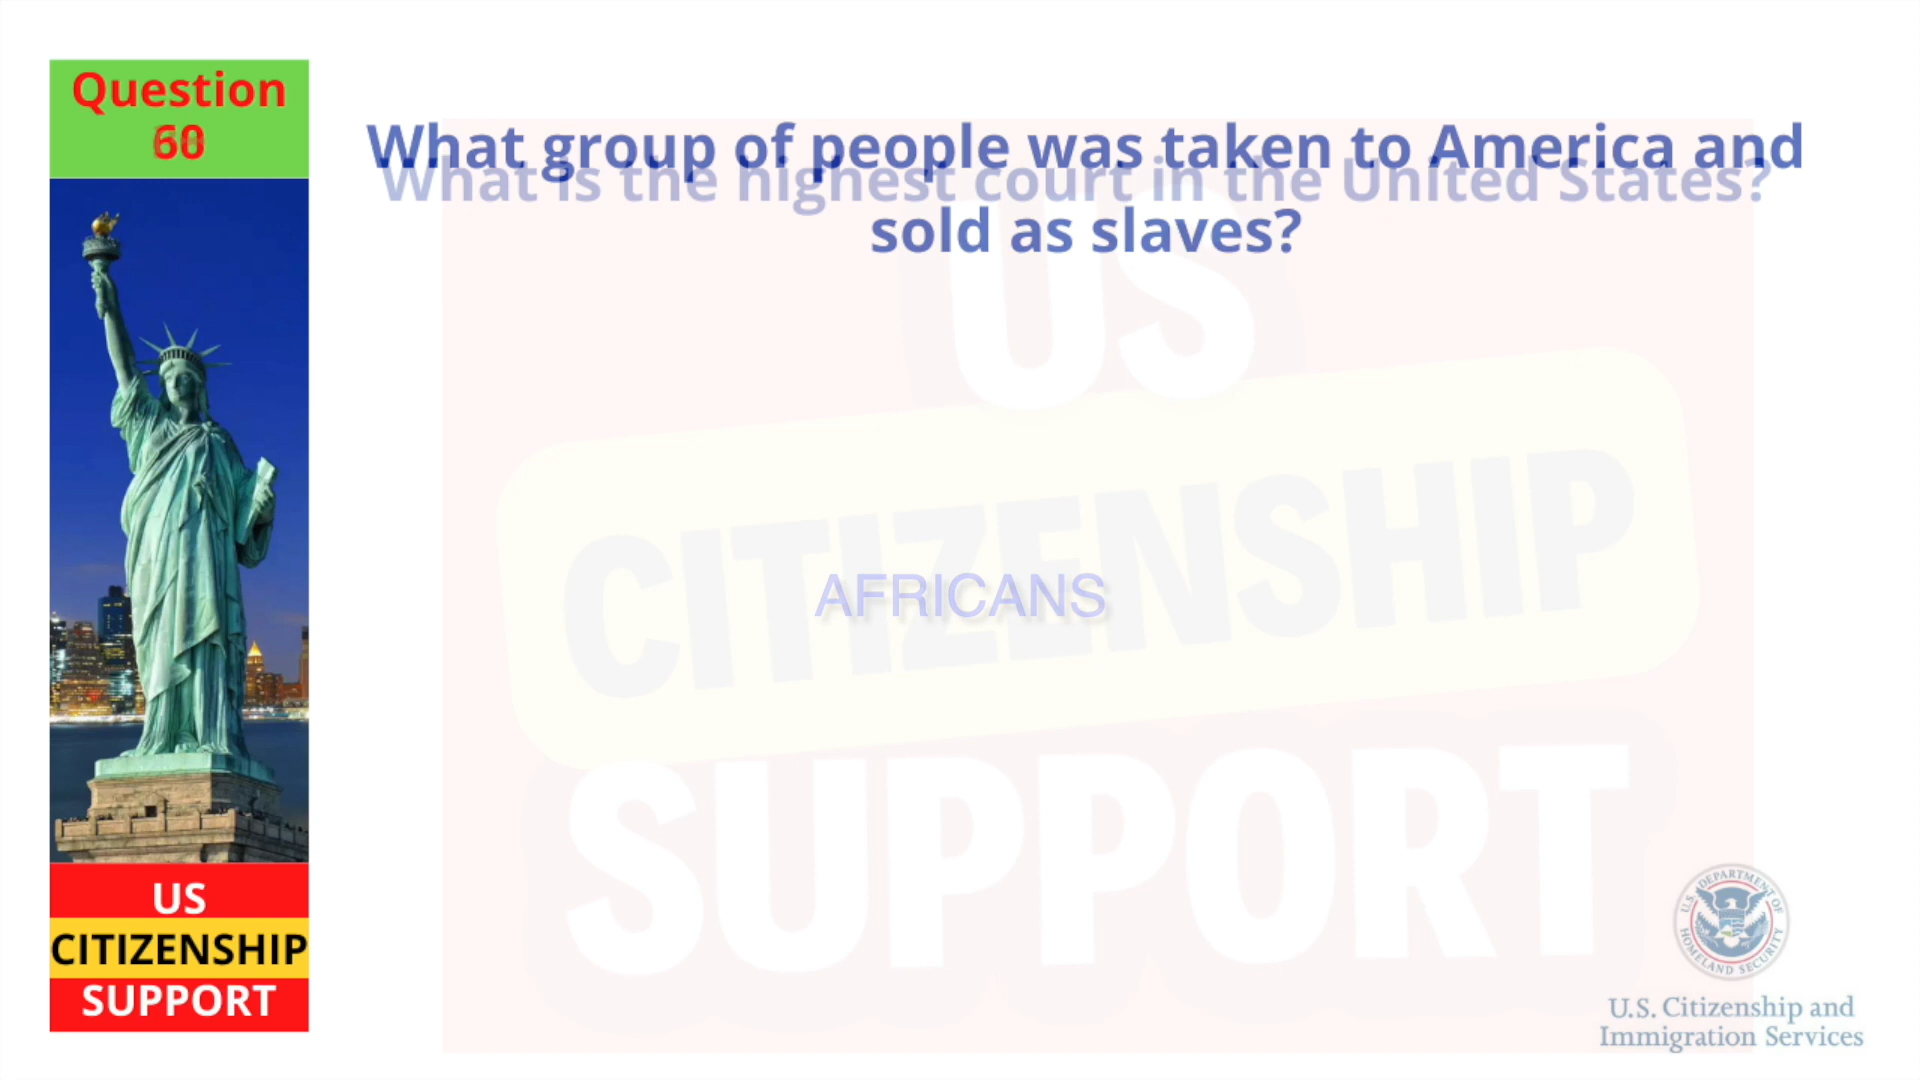 Question
60
What group of people was taken to America and
What is the highest court in the United States?
sold as slaves?
US
CITIZENSHIP
AFRICANS
SUPPORT
US
CITIZENSHIP
SUPPORT
U.S. DEPARTMENT OF
HOMELAND SECURITY
U.S. Citizenship and
Immigration Services